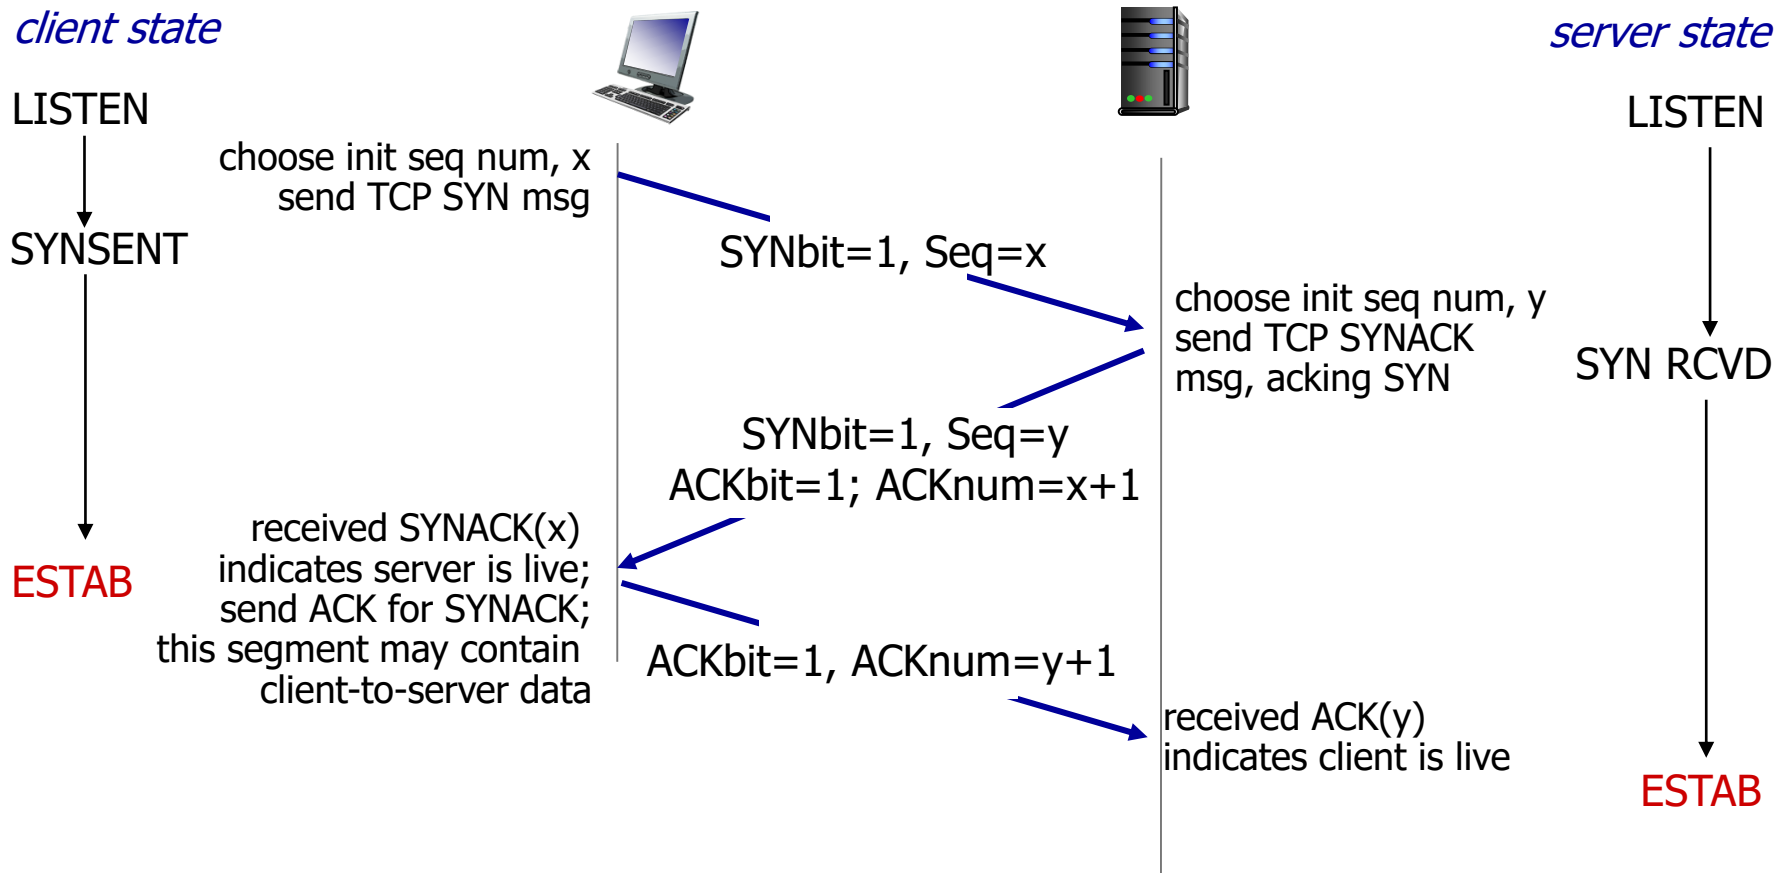 client state
server state
LISTEN
LISTEN
choose init seq num, x
send TCP SYN msg
SYNSENT
SYNbit=1, Seq=x
choose init seq num, y
send TCP SYNACK
msg, acking SYN
SYN RCVD
SYNbit=1, Seq=y
ACKbit=1; ACKnum=x+1
received SYNACK(x)
indicates server is live;
send ACK for SYNACK;
this segment may contain
client-to-server data
ESTAB
ACKbit=1, ACKnum=y+1
received ACK(y)
indicates client is live
ESTAB